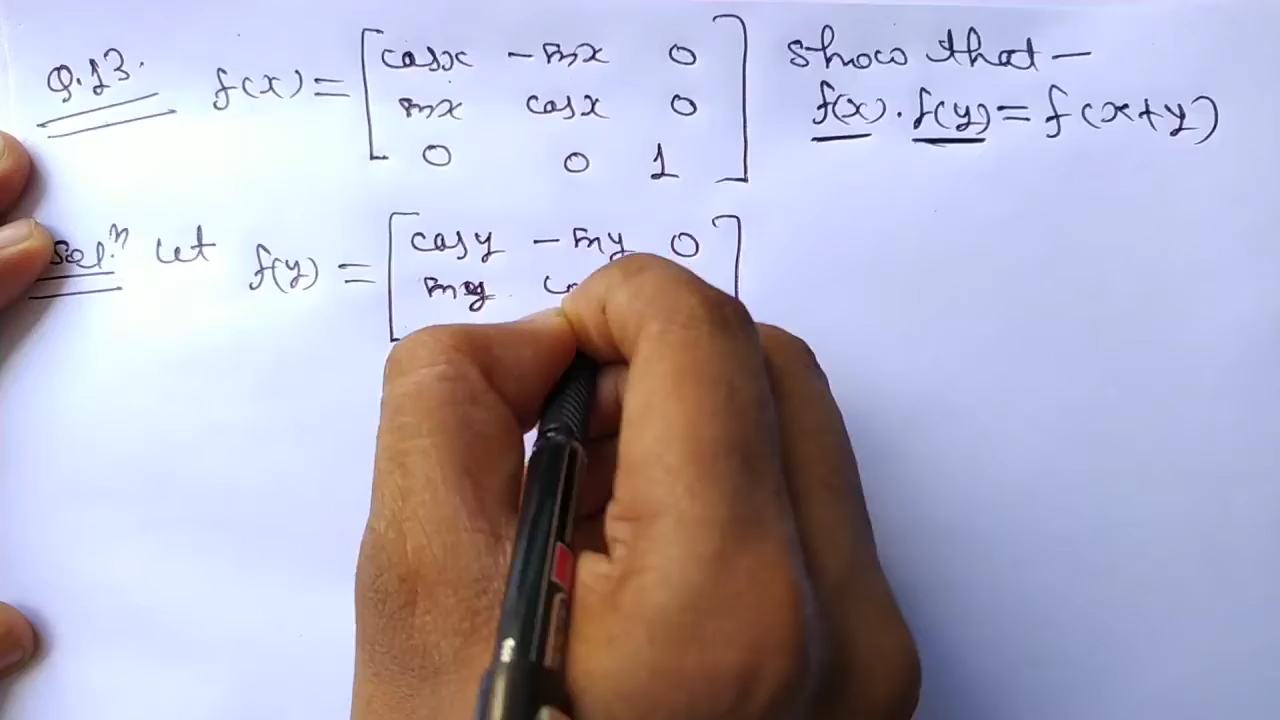 Q.13. f(x) = [ cosx - sinx 0 ] show that -
sinx cosx 0 f(x) . f(y) = f(x+y)
0 0 1
Sol.n Let f(y) = [ cosy - siny 0 ]
siny